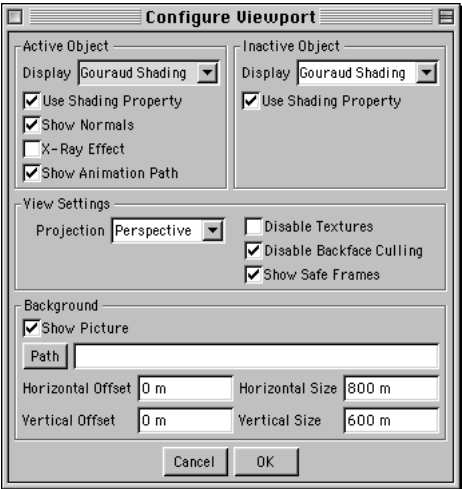 Configure Viewport
Active Object
Display Gouraud Shading
Use Shading Property
Show Normals
X-Ray Effect
Show Animation Path
Inactive Object
Display Gouraud Shading
Use Shading Property
View Settings
Projection Perspective
Disable Textures
Disable Backface Culling
Show Safe Frames
Background
Show Picture
Path
Horizontal Offset 0 m Horizontal Size 800 m
Vertical Offset 0 m Vertical Size 600 m
Cancel OK